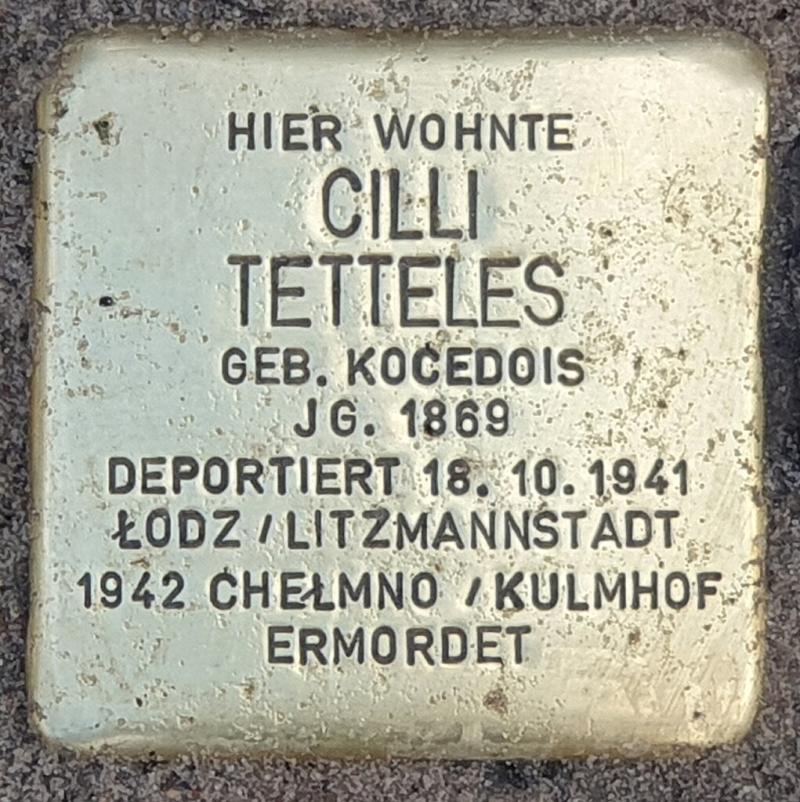 HIER WOHNTE
CILLI
TETTELES
GEB. KOCEDOIS
JG. 1869
DEPORTIERT 18. 10. 1941
ŁODZ / LITZMANNSTADT
1942 CHEŁMNO / KULMHOF
ERMORDET